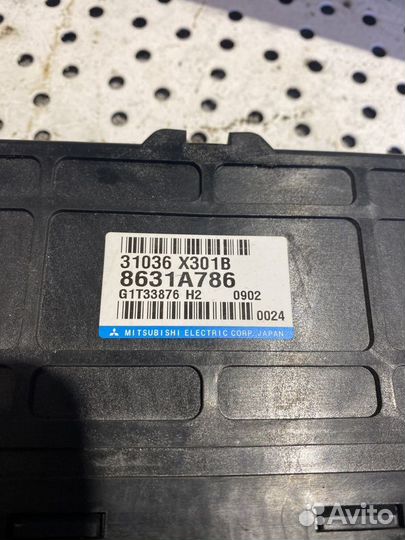 31036 X301B
8631A786
G1T33876 H2 0902
0024
MITSUBISHI ELECTRIC CORP. JAPAN
Avito